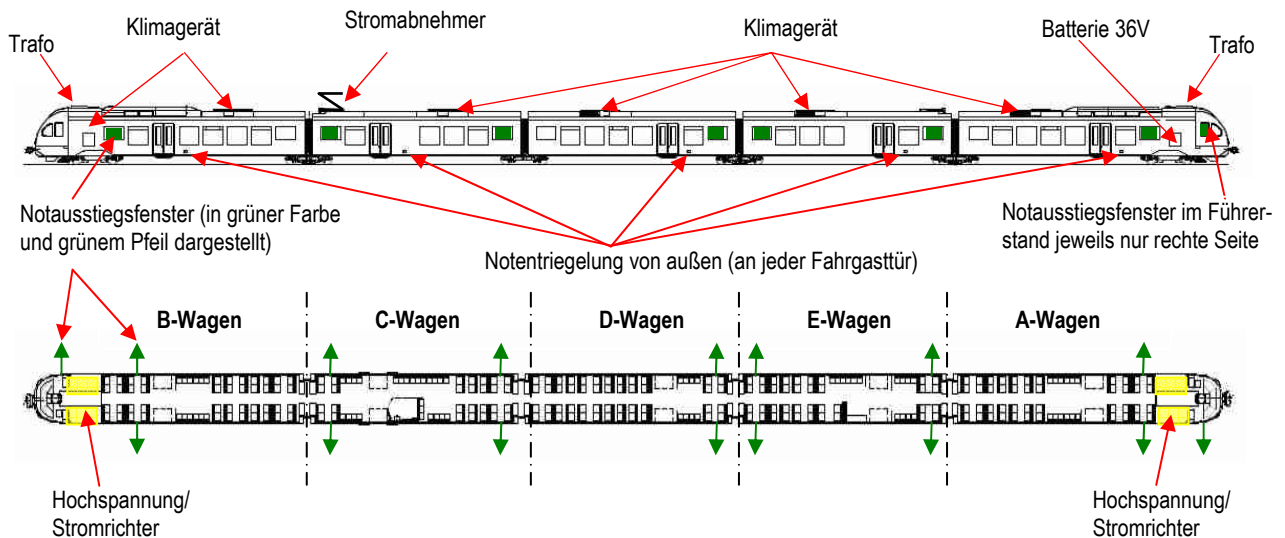 Trafo
Klimagerät
Stromabnehmer
Klimagerät
Batterie 36V
Trafo
Notausstiegsfenster (in grüner Farbe
und grünem Pfeil dargestellt)
Notentriegelung von außen (an jeder Fahrgasttür)
Notausstiegsfenster im Führer-
stand jeweils nur rechte Seite
B-Wagen
C-Wagen
D-Wagen
E-Wagen
A-Wagen
Hochspannung/
Stromrichter
Hochspannung/
Stromrichter